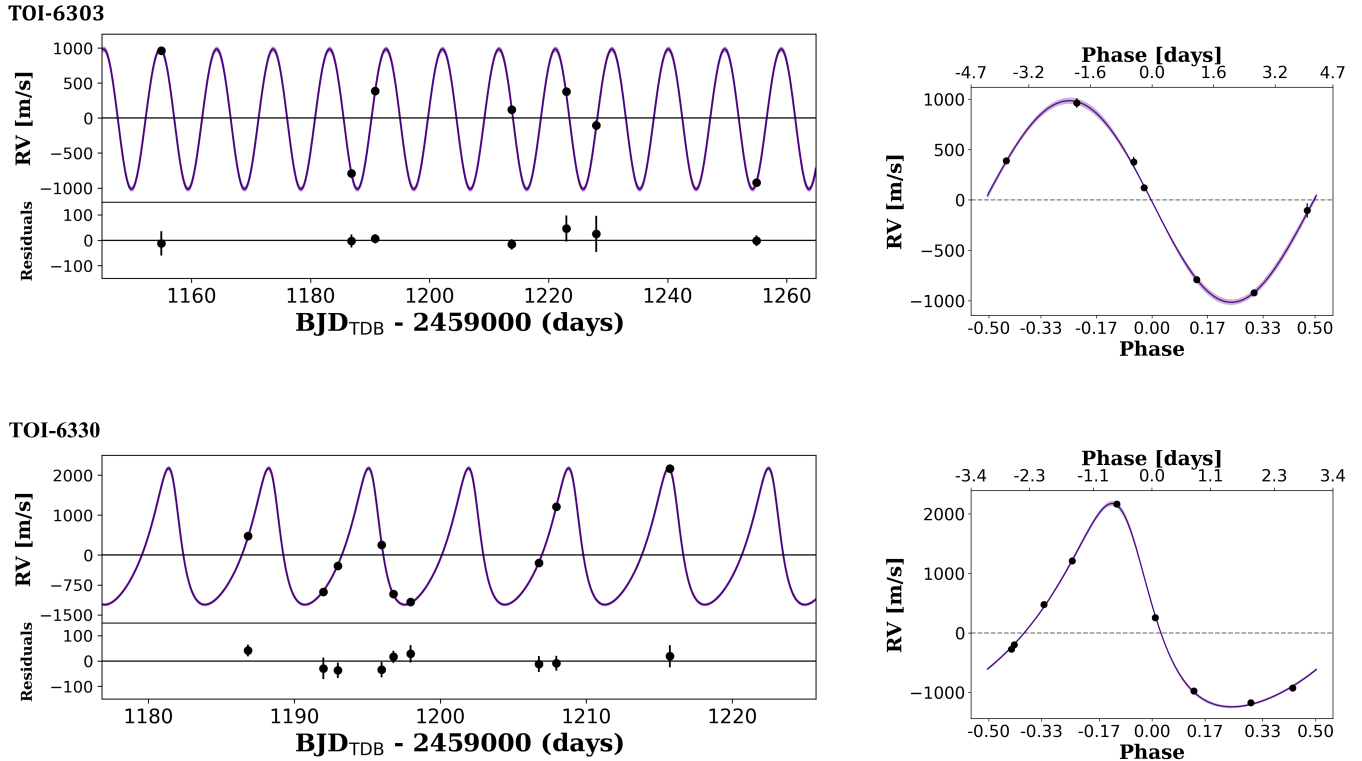 TOI-6303
1000
500
0
−1000
RV [m/s]
100
0
−100
Residuals
1160 1180 1200 1220 1240 1260
BJD_TDB - 2459000 (days)
Phase [days]
-4.7 -3.2 -1.6 0.0 1.6 3.2 4.7
1000
500
0
−500
−1000
RV [m/s]
-0.50 -0.33 -0.17 0.00 0.17 0.33 0.50
Phase
TOI-6330
2000
1000
0
−750
−1500
RV [m/s]
100
0
−100
Residuals
1180 1190 1200 1210 1220
BJD_TDB - 2459000 (days)
Phase [days]
-3.4 -2.3 -1.1 0.0 1.1 2.3 3.4
2000
1000
0
−1000
RV [m/s]
-0.50 -0.33 -0.17 0.00 0.17 0.33 0.50
Phase